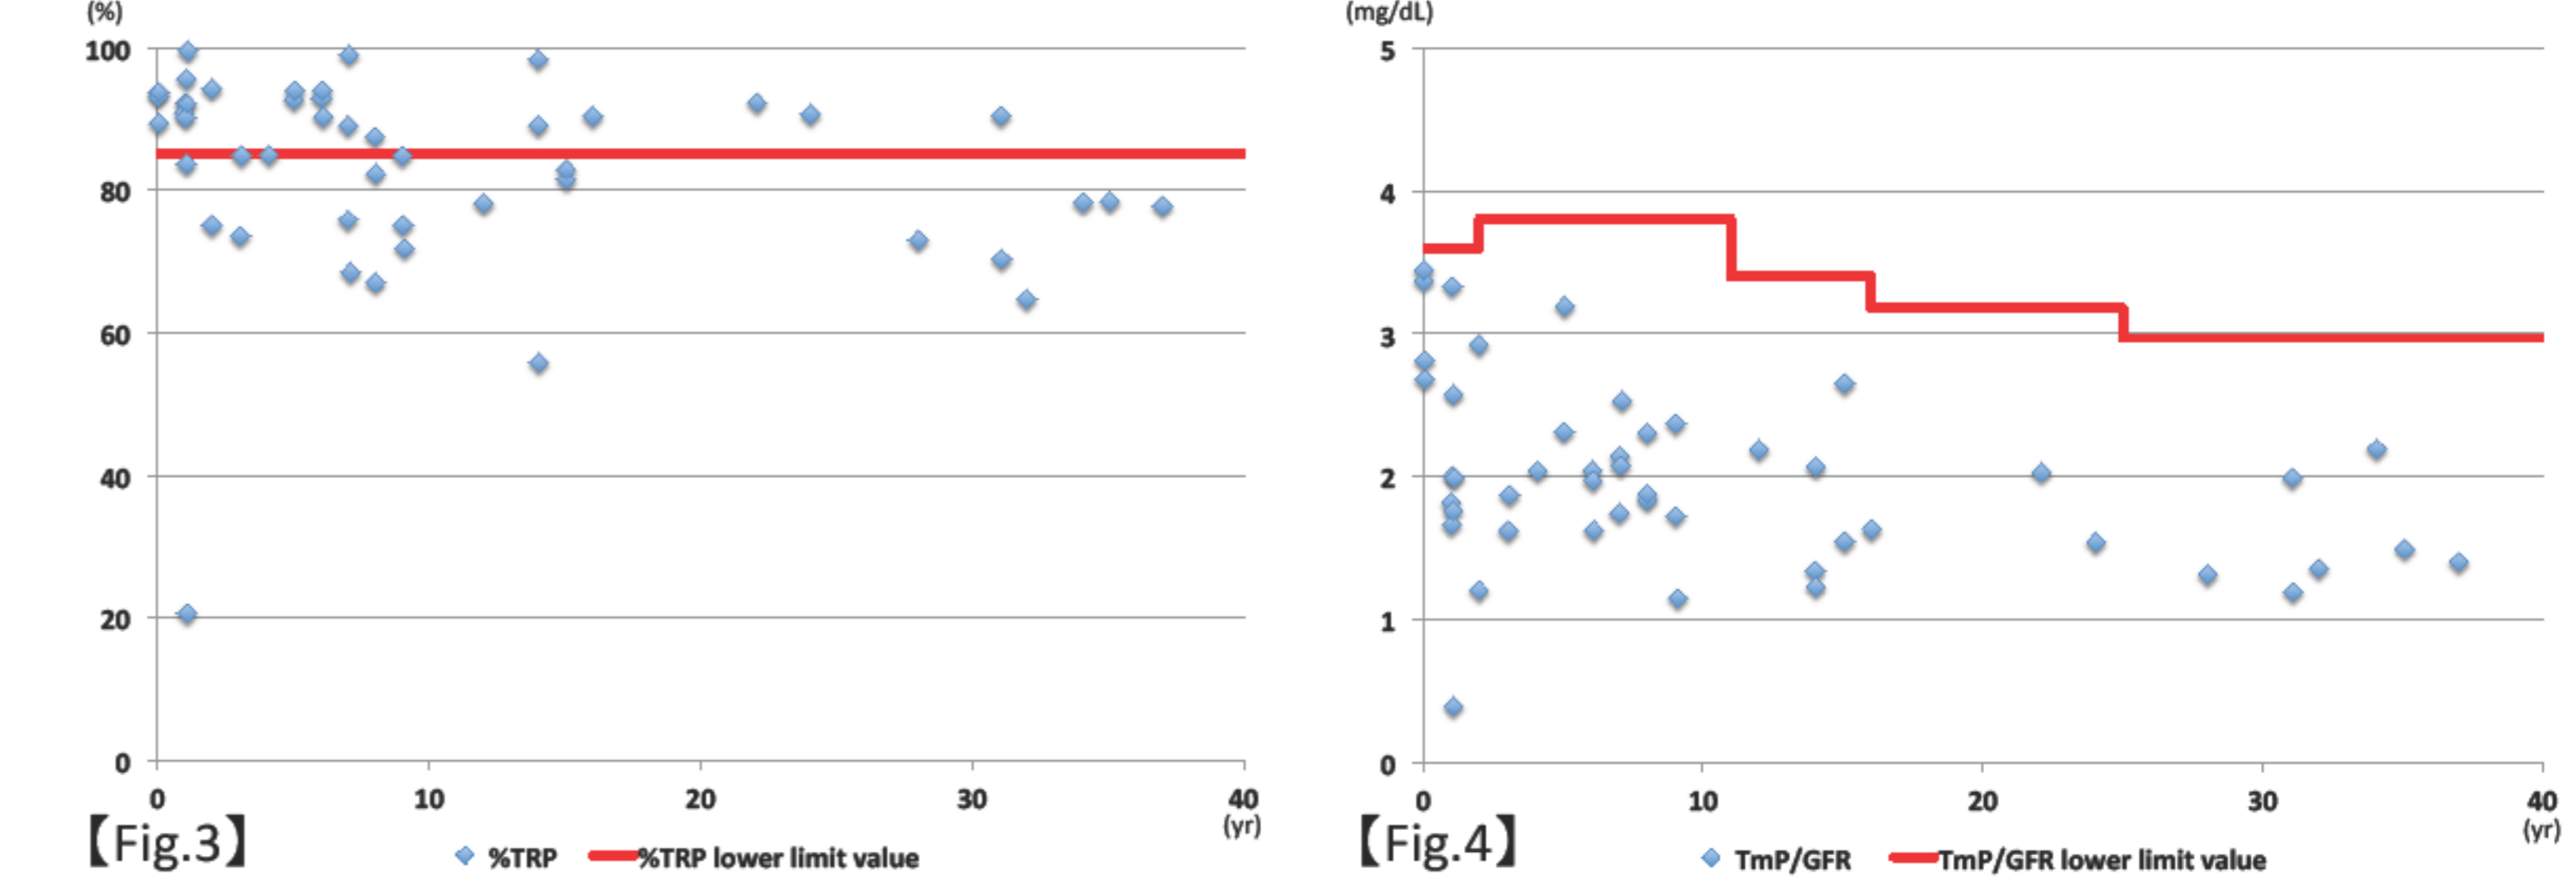 (%)
100
80
60
40
20
0
0 10 20 30 40
(yr)
【Fig.3】
%TRP %TRP lower limit value
(mg/dL)
5
4
3
2
1
0
0 10 20 30 40
(yr)
【Fig.4】
TmP/GFR TmP/GFR lower limit value